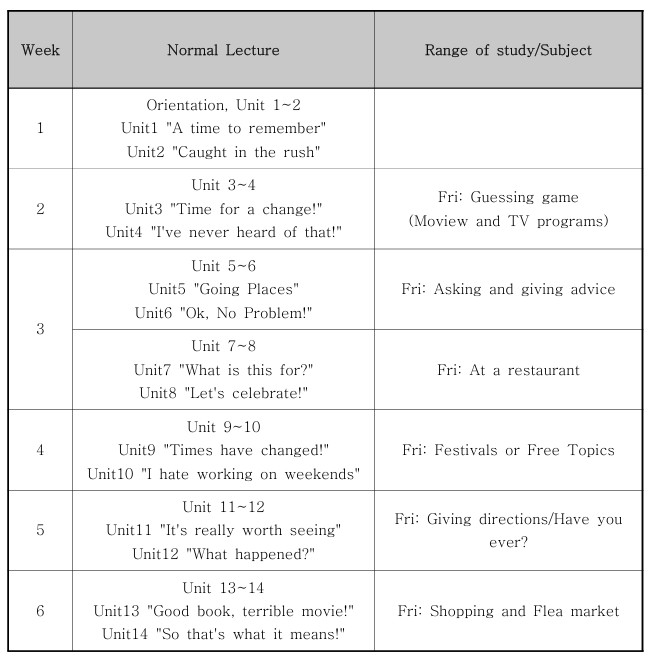 Week Normal Lecture Range of study/Subject
1
Orientation, Unit 1~2
Unit1 "A time to remember"
Unit2 "Caught in the rush"
2
Unit 3~4
Unit3 "Time for a change!"
Unit4 "I've never heard of that!"
Fri: Guessing game
(Moview and TV programs)
3
Unit 5~6
Unit5 "Going Places"
Unit6 "Ok, No Problem!"
Fri: Asking and giving advice
Unit 7~8
Unit7 "What is this for?"
Unit8 "Let's celebrate!"
Fri: At a restaurant
4
Unit 9~10
Unit9 "Times have changed!"
Unit10 "I hate working on weekends"
Fri: Festivals or Free Topics
5
Unit 11~12
Unit11 "It's really worth seeing"
Unit12 "What happened?"
Fri: Giving directions/Have you
ever?
6
Unit 13~14
Unit13 "Good book, terrible movie!"
Unit14 "So that's what it means!"
Fri: Shopping and Flea market